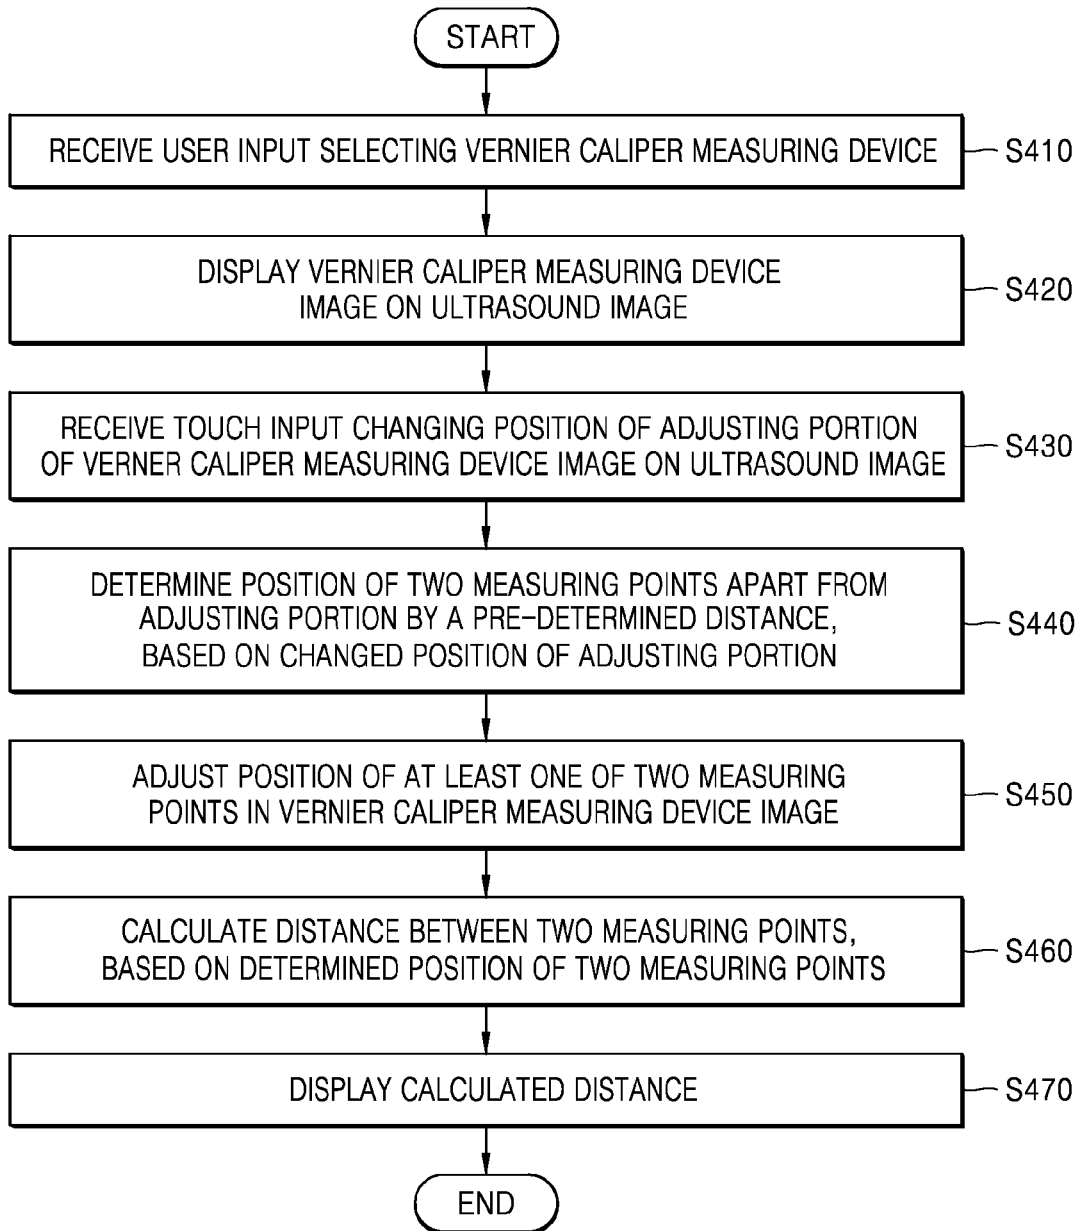 START
RECEIVE USER INPUT SELECTING VERNIER CALIPER MEASURING DEVICE
S410
DISPLAY VERNIER CALIPER MEASURING DEVICE
IMAGE ON ULTRASOUND IMAGE
S420
RECEIVE TOUCH INPUT CHANGING POSITION OF ADJUSTING PORTION
OF VERNER CALIPER MEASURING DEVICE IMAGE ON ULTRASOUND IMAGE
S430
DETERMINE POSITION OF TWO MEASURING POINTS APART FROM
ADJUSTING PORTION BY A PRE-DETERMINED DISTANCE,
BASED ON CHANGED POSITION OF ADJUSTING PORTION
S440
ADJUST POSITION OF AT LEAST ONE OF TWO MEASURING
POINTS IN VERNIER CALIPER MEASURING DEVICE IMAGE
S450
CALCULATE DISTANCE BETWEEN TWO MEASURING POINTS,
BASED ON DETERMINED POSITION OF TWO MEASURING POINTS
S460
DISPLAY CALCULATED DISTANCE
S470
END